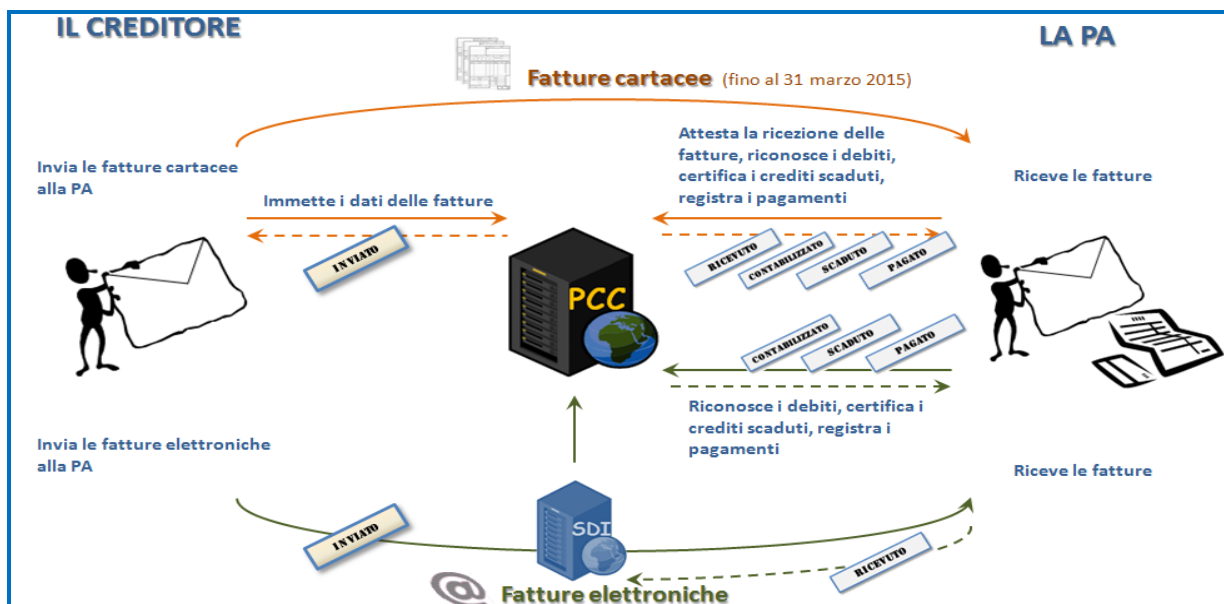 IL CREDITORE
LA PA
Fatture cartacee (fino al 31 marzo 2015)
Invia le fatture cartacee
alla PA
Immette i dati delle fatture
INVIATO
Attesta la ricezione delle
fatture, riconosce i debiti,
certifica i crediti scaduti,
registra i pagamenti
Riceve le fatture
RICEVUTO
CONTABILIZZATO
SCADUTO
PAGATO
PCC
CONTABILIZZATO
SCADUTO
PAGATO
Riconosce i debiti, certifica i
crediti scaduti, registra i
pagamenti
Invia le fatture elettroniche
alla PA
Riceve le fatture
INVIATO
SDI
RICEVUTO
@ Fatture elettroniche